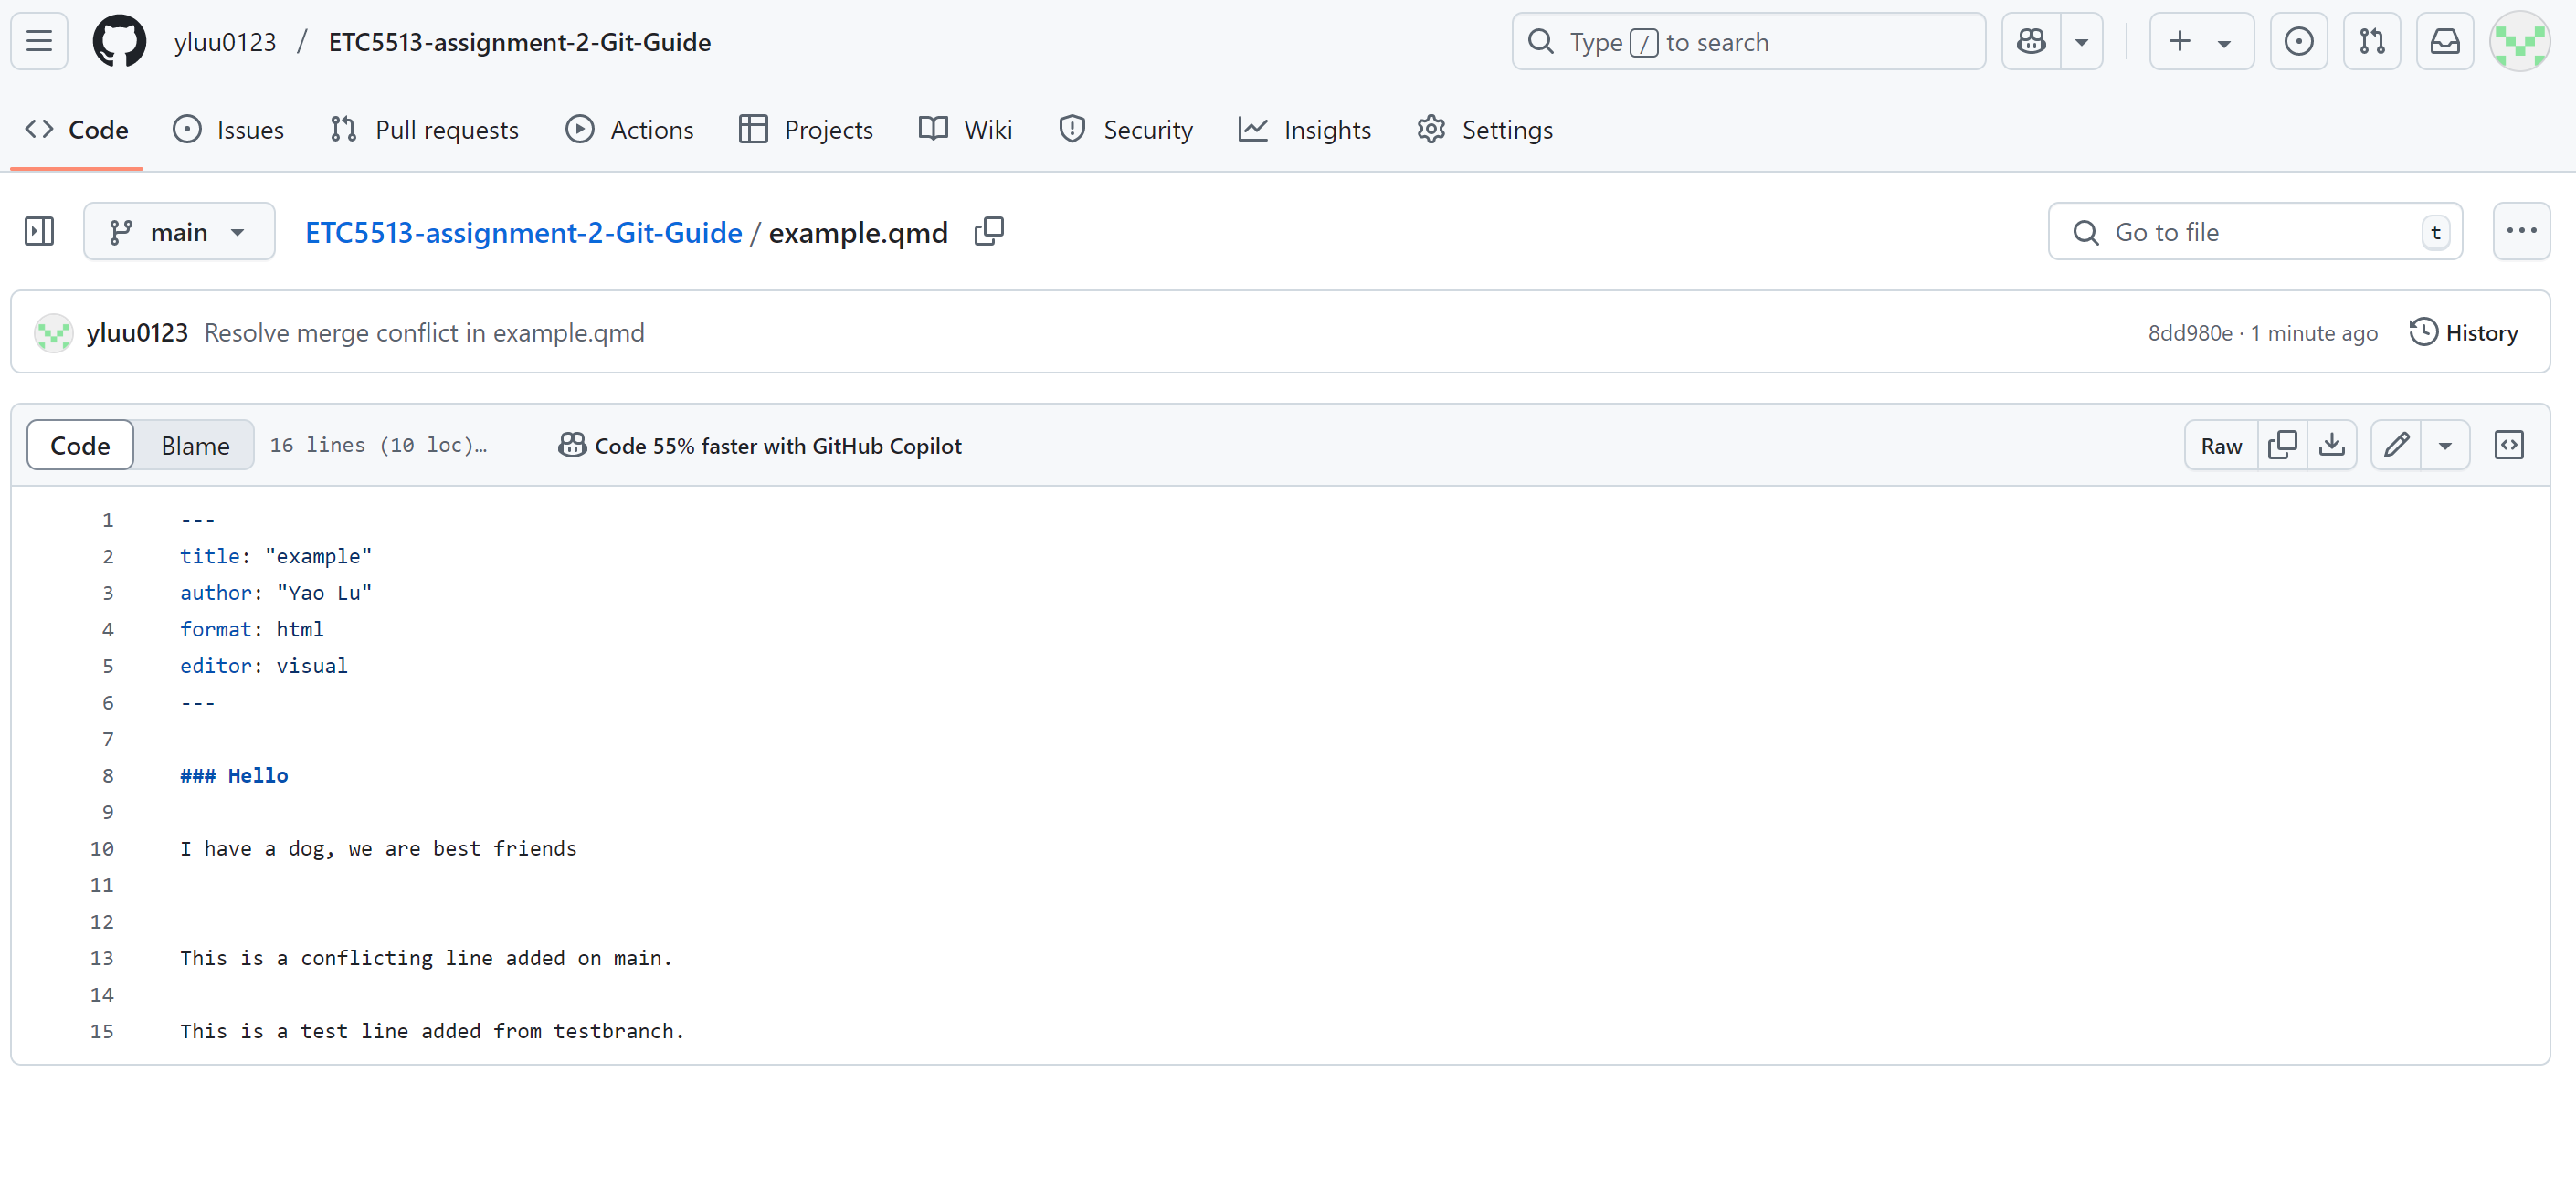 yluu0123 / ETC5513-assignment-2-Git-Guide Type / to search
Code Issues Pull requests Actions Projects Wiki Security Insights Settings
main ETC5513-assignment-2-Git-Guide / example.qmd Go to file t
yluu0123 Resolve merge conflict in example.qmd 8dd980e · 1 minute ago History
Code Blame 16 lines (10 loc)… Code 55% faster with GitHub Copilot Raw
1 ---
2 title: "example"
3 author: "Yao Lu"
4 format: html
5 editor: visual
6 ---
7
8 ### Hello
9
10 I have a dog, we are best friends
11
12
13 This is a conflicting line added on main.
14
15 This is a test line added from testbranch.